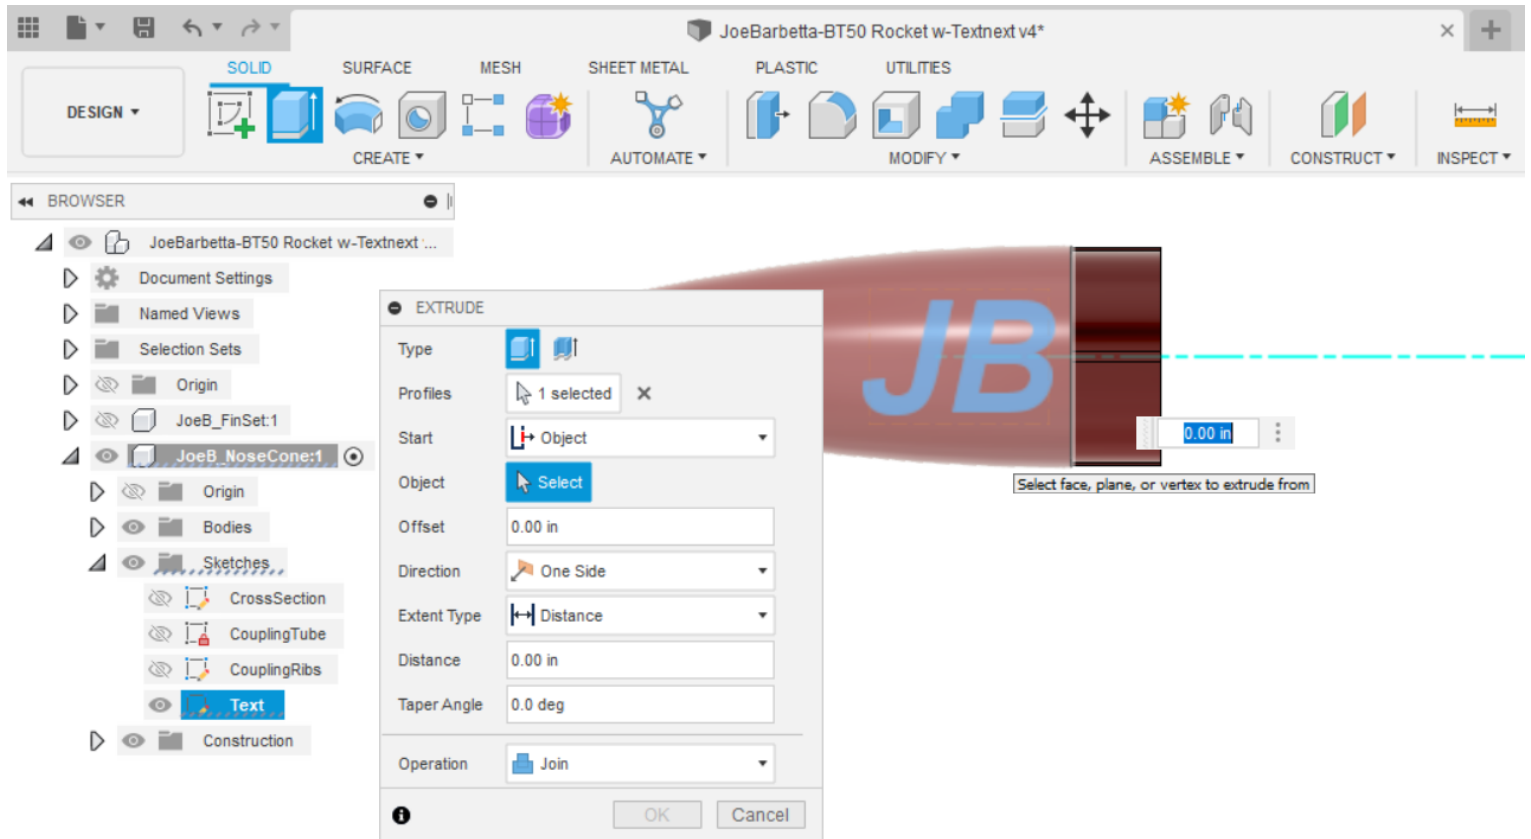 JoeBarbetta-BT50 Rocket w-Textnext v4*
SOLID SURFACE MESH SHEET METAL PLASTIC UTILITIES
DESIGN
CREATE AUTOMATE MODIFY ASSEMBLE CONSTRUCT INSPECT
BROWSER
JoeBarbetta-BT50 Rocket w-Textnext ...
Document Settings
Named Views
Selection Sets
Origin
JoeB_FinSet:1
JoeB_NoseCone:1
Origin
Bodies
Sketches
CrossSection
CouplingTube
CouplingRibs
Text
Construction
EXTRUDE
Type
Profiles 1 selected
Start Object
Object Select
Offset 0.00 in
Direction One Side
Extent Type Distance
Distance 0.00 in
Taper Angle 0.0 deg
Operation Join
OK Cancel
JB
0.00 in
Select face, plane, or vertex to extrude from